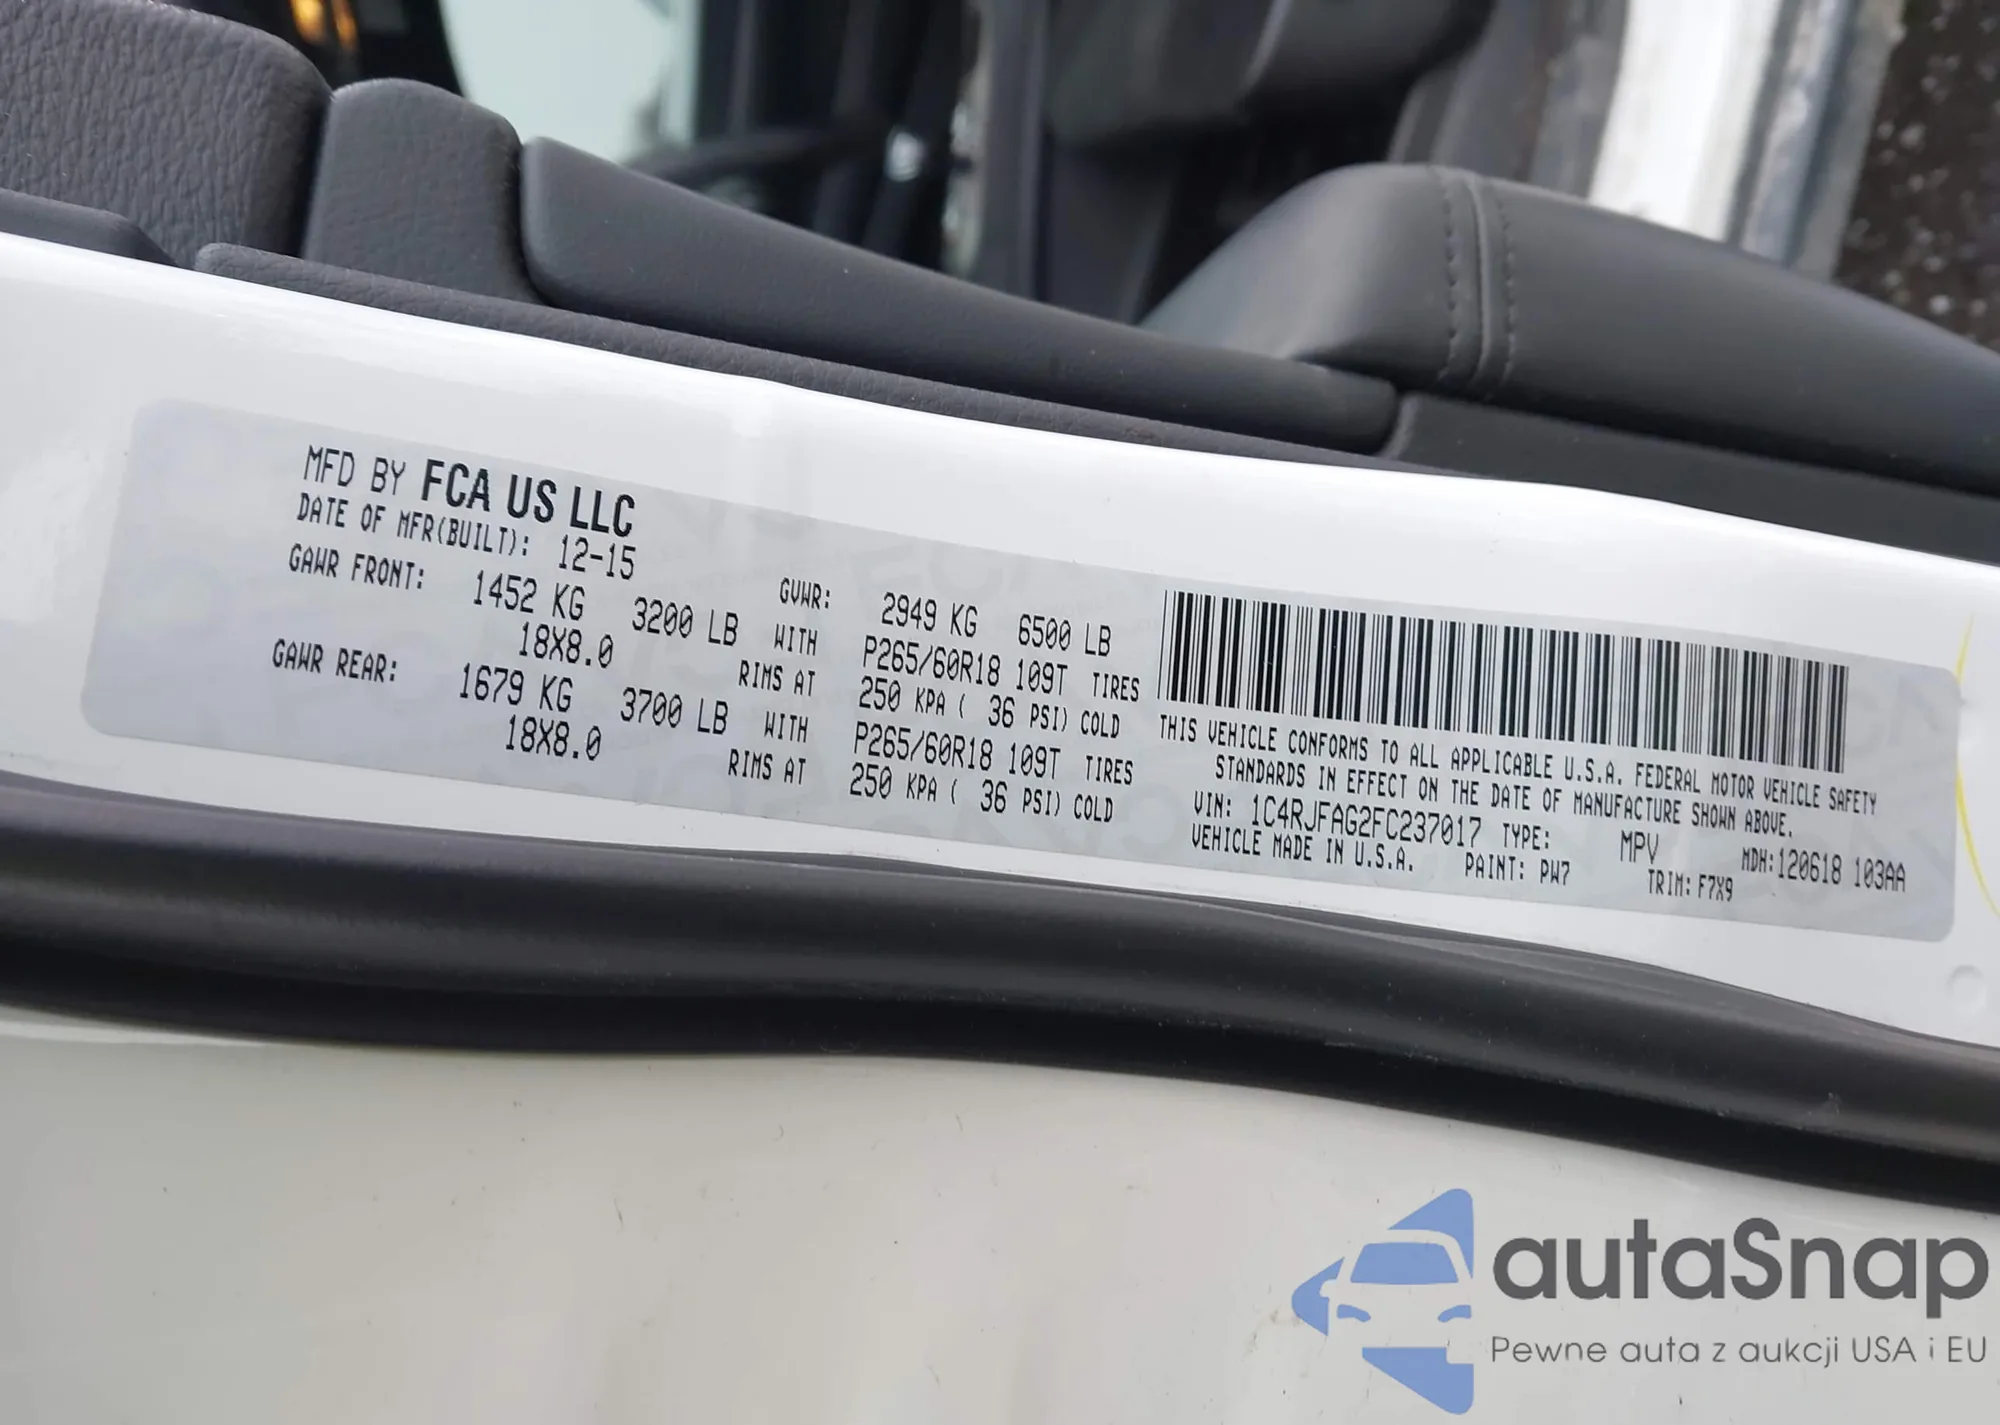 MFD BY FCA US LLC
DATE OF MFR(BUILT): 12-15 GVWR: 2949 KG 6500 LB
GAWR FRONT: 1452 KG 3200 LB WITH P265/60R18 109T TIRES
18X8.0 RIMS AT 250 KPA ( 36 PSI) COLD
GAWR REAR: 1679 KG 3700 LB WITH P265/60R18 109T TIRES
18X8.0 RIMS AT 250 KPA ( 36 PSI) COLD
THIS VEHICLE CONFORMS TO ALL APPLICABLE U.S.A. FEDERAL MOTOR VEHICLE SAFETY
STANDARDS IN EFFECT ON THE DATE OF MANUFACTURE SHOWN ABOVE.
VIN: 1C4RJFAG2FC237017 TYPE: MPV MDH:120618 103AA
VEHICLE MADE IN U.S.A. PAINT: PW7 TRIM: F7X9
autaSnap
Pewne auta z aukcji USA i EU